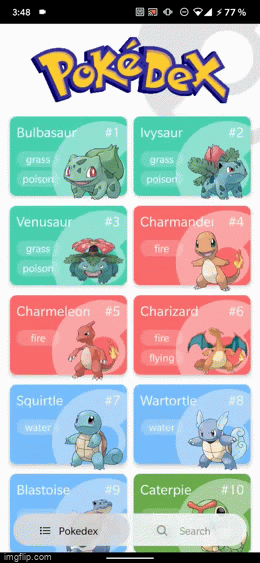 3:48
77 %
POKéDEX
Bulbasaur #1
grass
poison
Ivysaur #2
grass
poison
Venusaur #3
grass
poison
Charmander #4
fire
Charmeleon #5
fire
Charizard #6
fire
flying
Squirtle #7
water
Wartortle #8
water
Blastoise #9
Caterpie #10
Pokedex
Search
imgflip.com